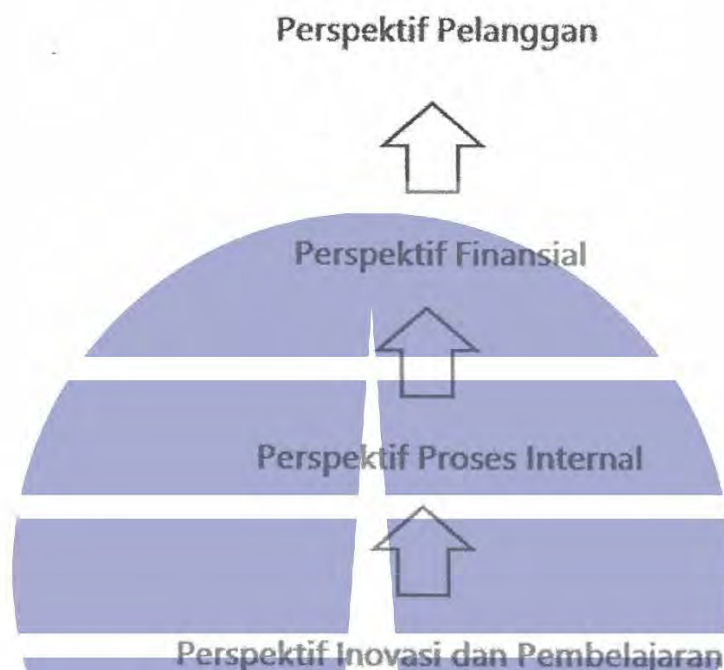 Perspektif Pelanggan
Perspektif Finansial
Perspektif Proses Internal
Perspektif Inovasi dan Pembelajaran